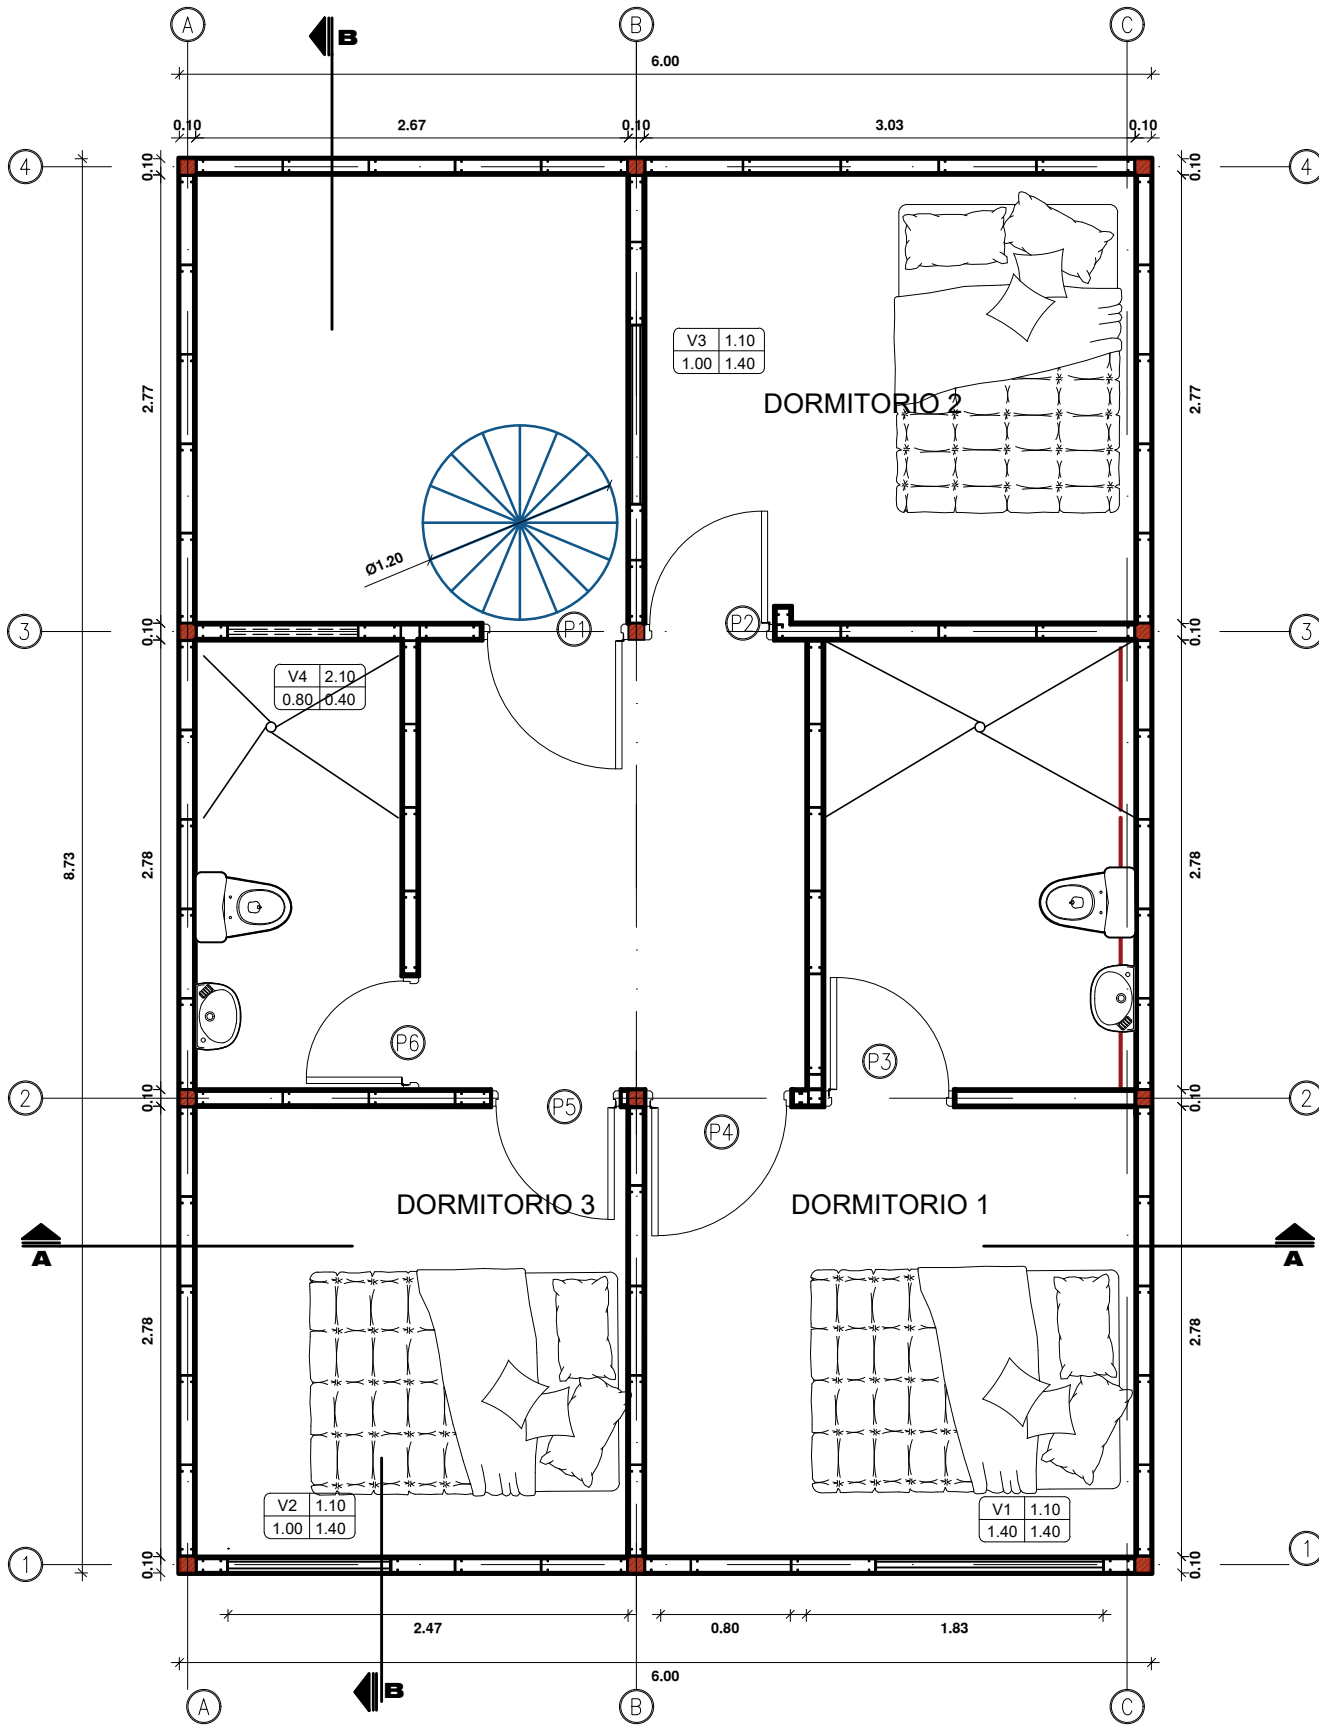 A
B
C
B
6.00
0.10
2.67
0.10
3.03
0.10
4
0.10
0.10
4
V3 1.10
1.00 1.40
2.77
2.77
DORMITORIO 2
Ø1.20
3
0.10
P1
P2
0.10
3
V4 2.10
0.80 0.40
8.73
2.78
2.78
P6
P3
2
0.10
P5
P4
0.10
2
DORMITORIO 3
DORMITORIO 1
A
A
2.78
2.78
V2 1.10
1.00 1.40
V1 1.10
1.40 1.40
1
0.10
0.10
1
2.47
0.80
1.83
6.00
B
A
B
C